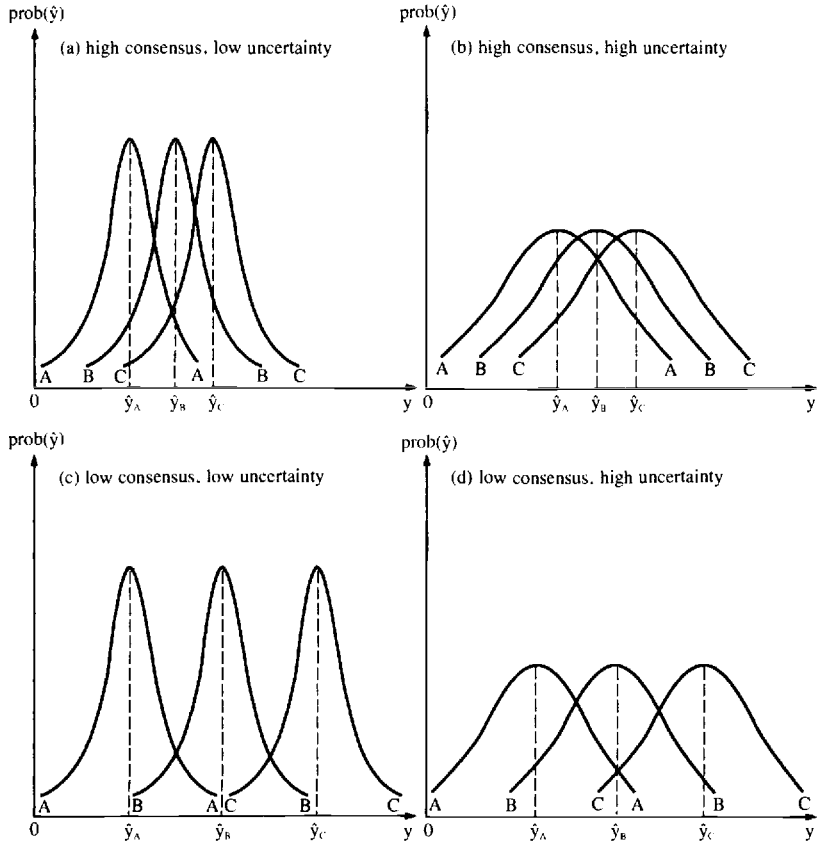 prob(ŷ)
(a) high consensus, low uncertainty
A B C A B C
0 ŷA ŷB ŷC y
prob(ŷ)
(b) high consensus, high uncertainty
A B C A B C
0 ŷA ŷB ŷC y
prob(ŷ)
(c) low consensus, low uncertainty
A B A C B C
0 ŷA ŷB ŷC y
prob(ŷ)
(d) low consensus, high uncertainty
A B C A B C
0 ŷA ŷB ŷC y